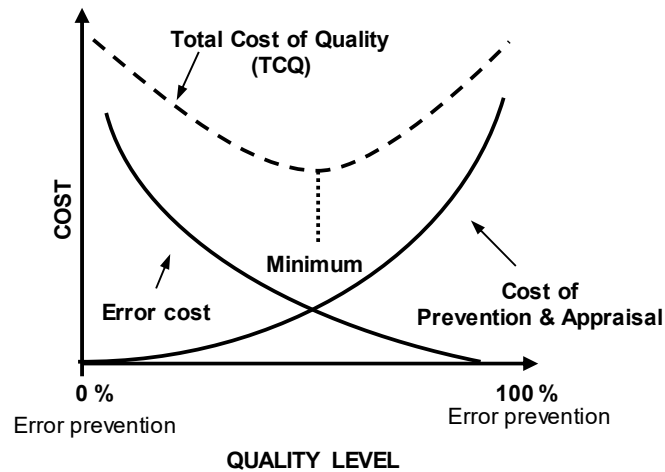 Total Cost of Quality
(TCQ)
COST
Minimum
Error cost
Cost of
Prevention & Appraisal
0 %
100 %
Error prevention
Error prevention
QUALITY LEVEL